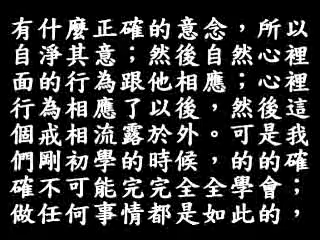 有什麼正確的意念，所以
自淨其意；然後自然心裡
面的行為跟他相應；心裡
行為相應了以後，然後這
個戒相流露於外。可是我
們剛初學的時候，的的確
確不可能完完全全學會；
做任何事情都是如此的，